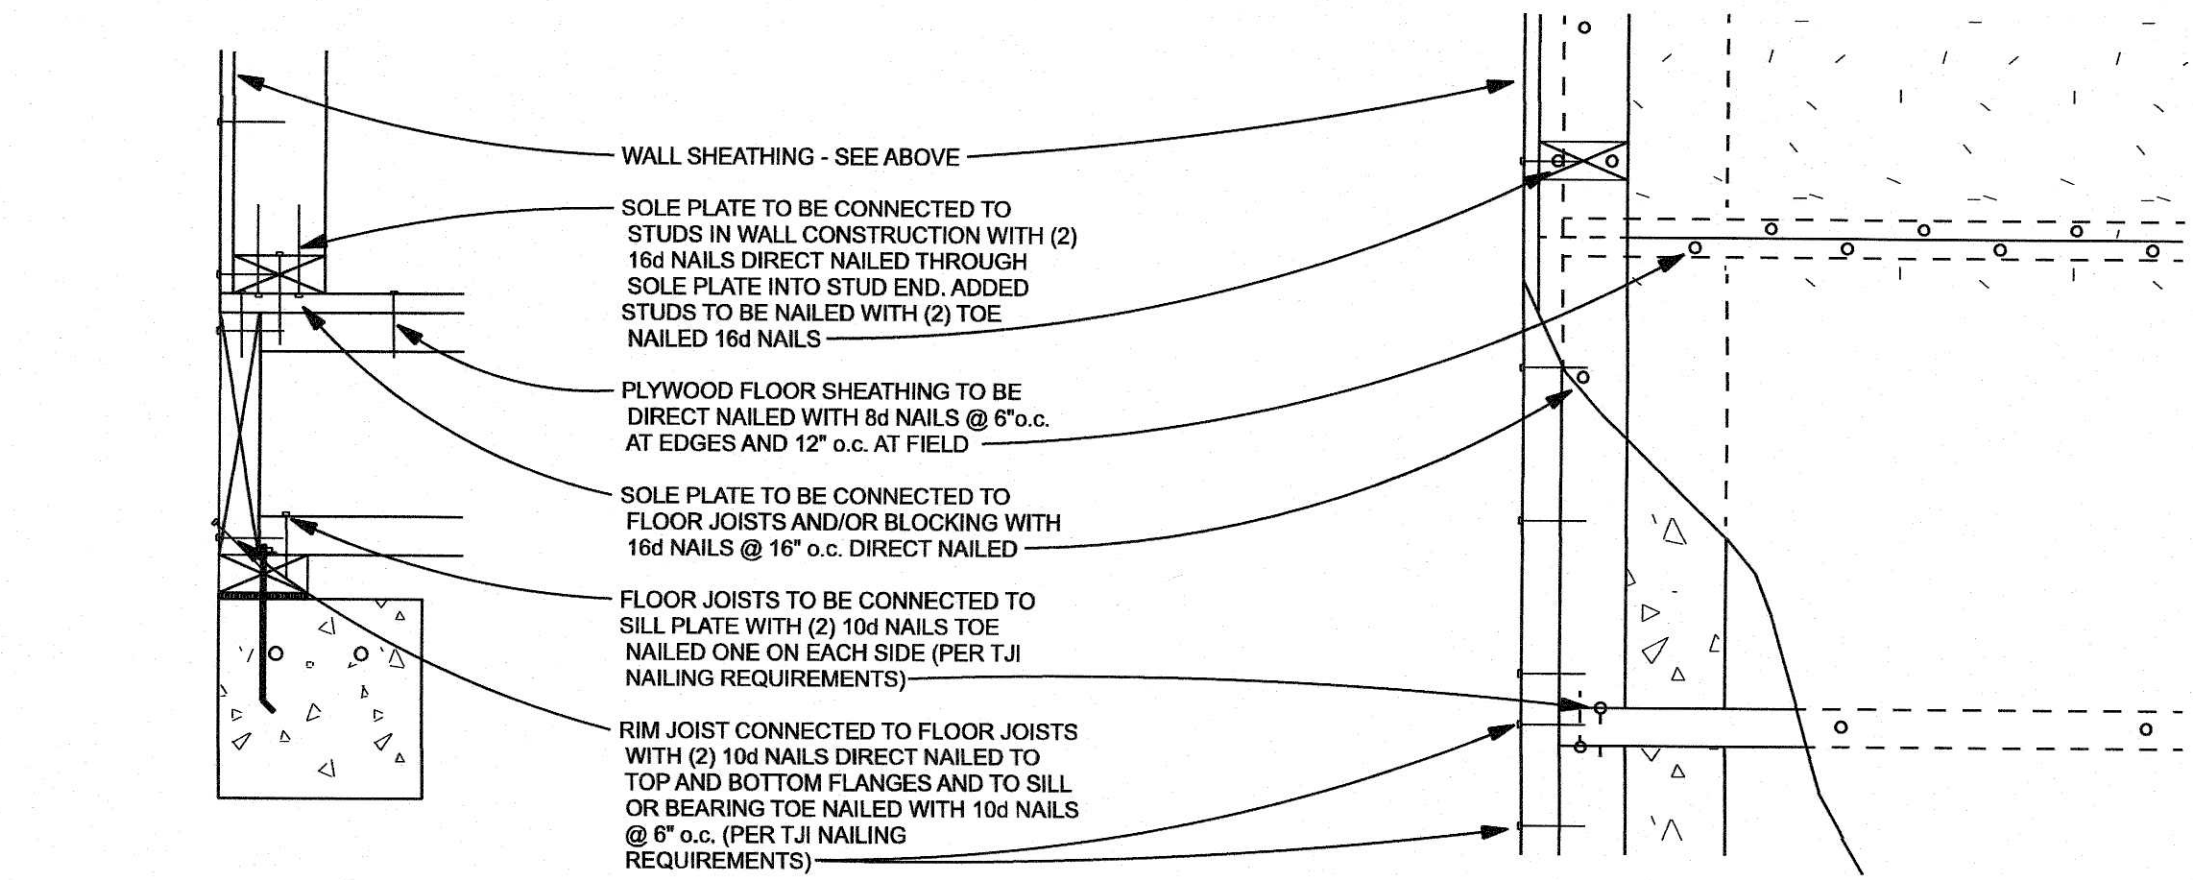 WALL SHEATHING - SEE ABOVE
SOLE PLATE TO BE CONNECTED TO
STUDS IN WALL CONSTRUCTION WITH (2)
16d NAILS DIRECT NAILED THROUGH
SOLE PLATE INTO STUD END. ADDED
STUDS TO BE NAILED WITH (2) TOE
NAILED 16d NAILS
PLYWOOD FLOOR SHEATHING TO BE
DIRECT NAILED WITH 8d NAILS @ 6"o.c.
AT EDGES AND 12" o.c. AT FIELD
SOLE PLATE TO BE CONNECTED TO
FLOOR JOISTS AND/OR BLOCKING WITH
16d NAILS @ 16" o.c. DIRECT NAILED
FLOOR JOISTS TO BE CONNECTED TO
SILL PLATE WITH (2) 10d NAILS TOE
NAILED ONE ON EACH SIDE (PER TJI
NAILING REQUIREMENTS)
RIM JOIST CONNECTED TO FLOOR JOISTS
WITH (2) 10d NAILS DIRECT NAILED TO
TOP AND BOTTOM FLANGES AND TO SILL
OR BEARING TOE NAILED WITH 10d NAILS
@ 6" o.c. (PER TJI NAILING
REQUIREMENTS)